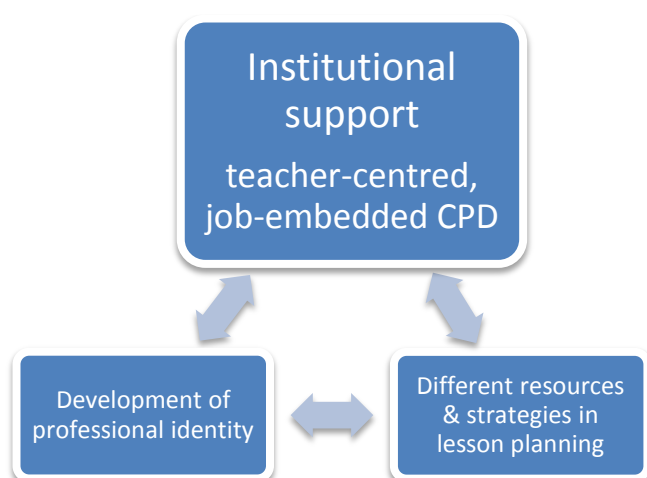 Institutional
support
teacher-centred,
job-embedded CPD
Development of
professional identity
Different resources
& strategies in
lesson planning